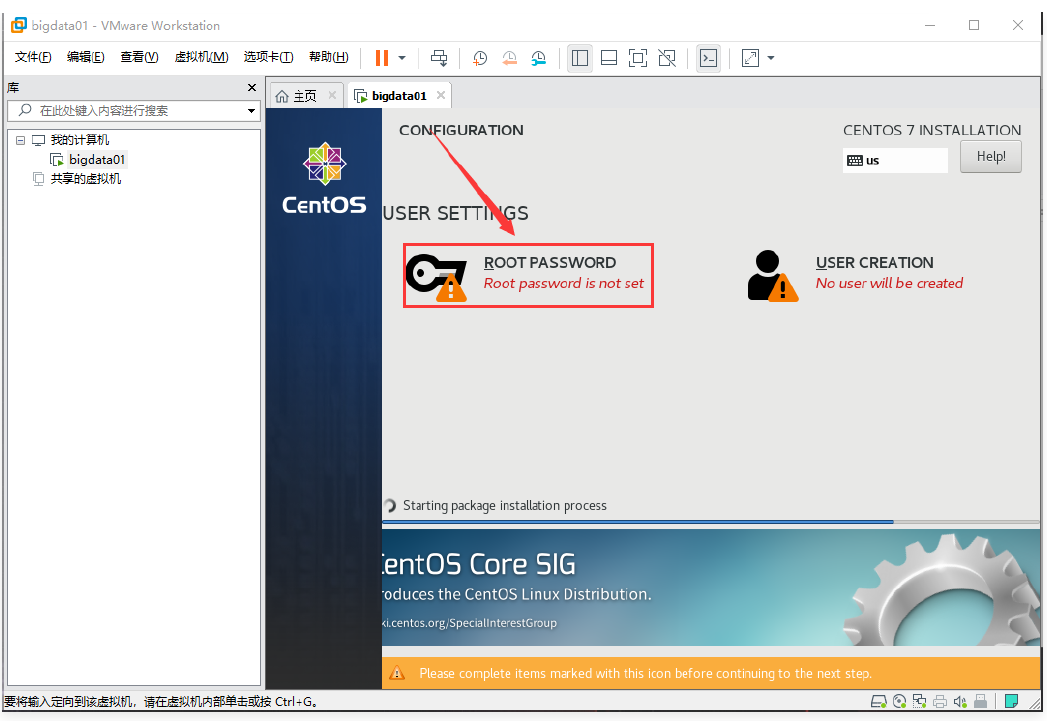 bigdata01 - VMware Workstation
文件(F) 编辑(E) 查看(V) 虚拟机(M) 选项卡(T) 帮助(H)
库
在此处键入内容进行搜索
我的计算机
bigdata01
共享的虚拟机
主页 bigdata01
CentOS
CONFIGURATION
CENTOS 7 INSTALLATION
us
Help!
USER SETTINGS
ROOT PASSWORD
Root password is not set
USER CREATION
No user will be created
Starting package installation process
CentOS Core SIG
roduces the CentOS Linux Distribution.
ki.centos.org/SpecialInterestGroup
Please complete items marked with this icon before continuing to the next step.
要将输入定向到该虚拟机，请在虚拟机内部单击或按 Ctrl+G。